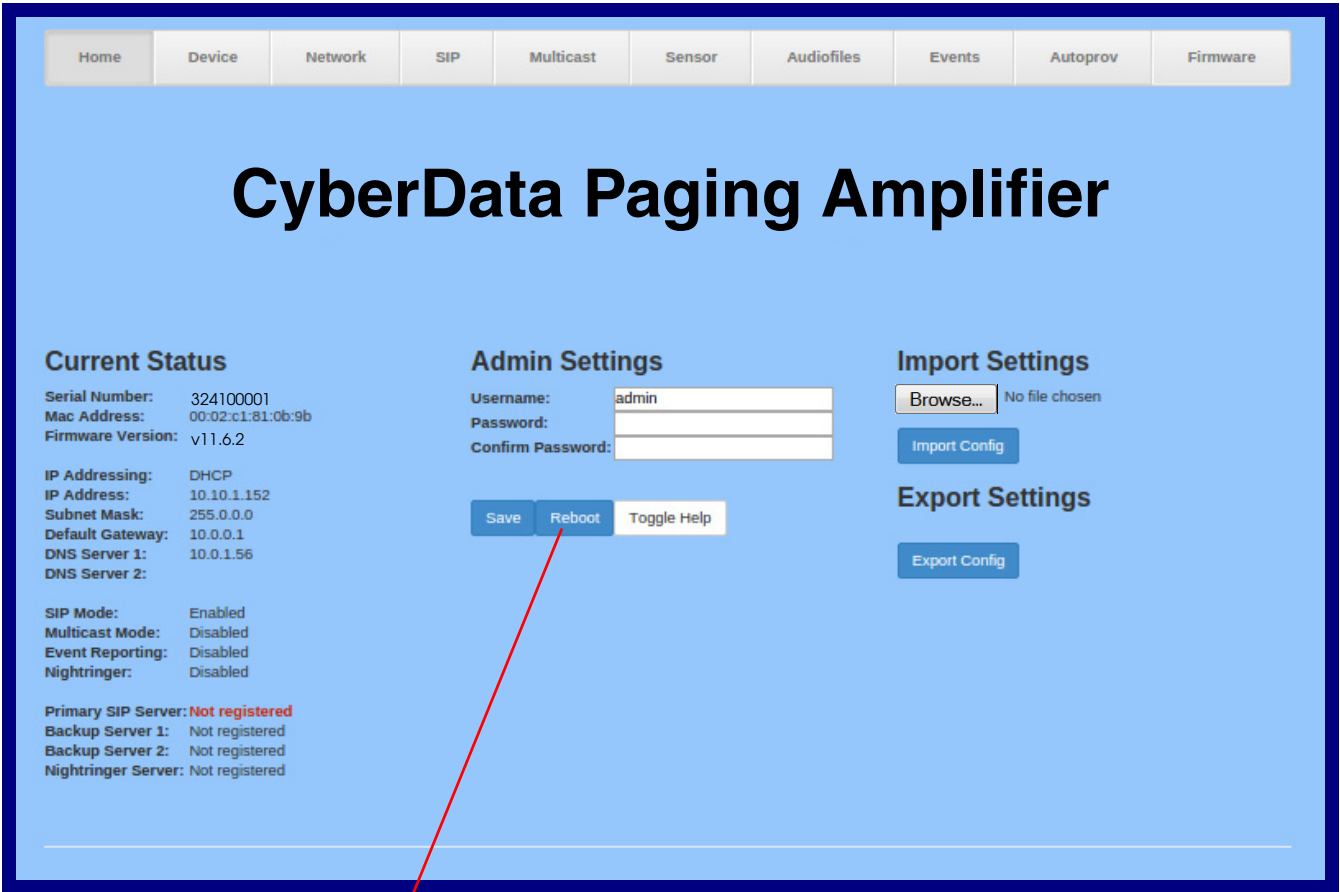 Home Device Network SIP Multicast Sensor Audiofiles Events Autoprov Firmware
CyberData Paging Amplifier
Current Status
Serial Number: 324100001
Mac Address: 00:02:c1:81:0b:9b
Firmware Version: v11.6.2
IP Addressing: DHCP
IP Address: 10.10.1.152
Subnet Mask: 255.0.0.0
Default Gateway: 10.0.0.1
DNS Server 1: 10.0.1.56
DNS Server 2:
SIP Mode: Enabled
Multicast Mode: Disabled
Event Reporting: Disabled
Nightringer: Disabled
Primary SIP Server: Not registered
Backup Server 1: Not registered
Backup Server 2: Not registered
Nightringer Server: Not registered
Admin Settings
Username: admin
Password:
Confirm Password:
Save Reboot Toggle Help
Import Settings
Browse... No file chosen
Import Config
Export Settings
Export Config